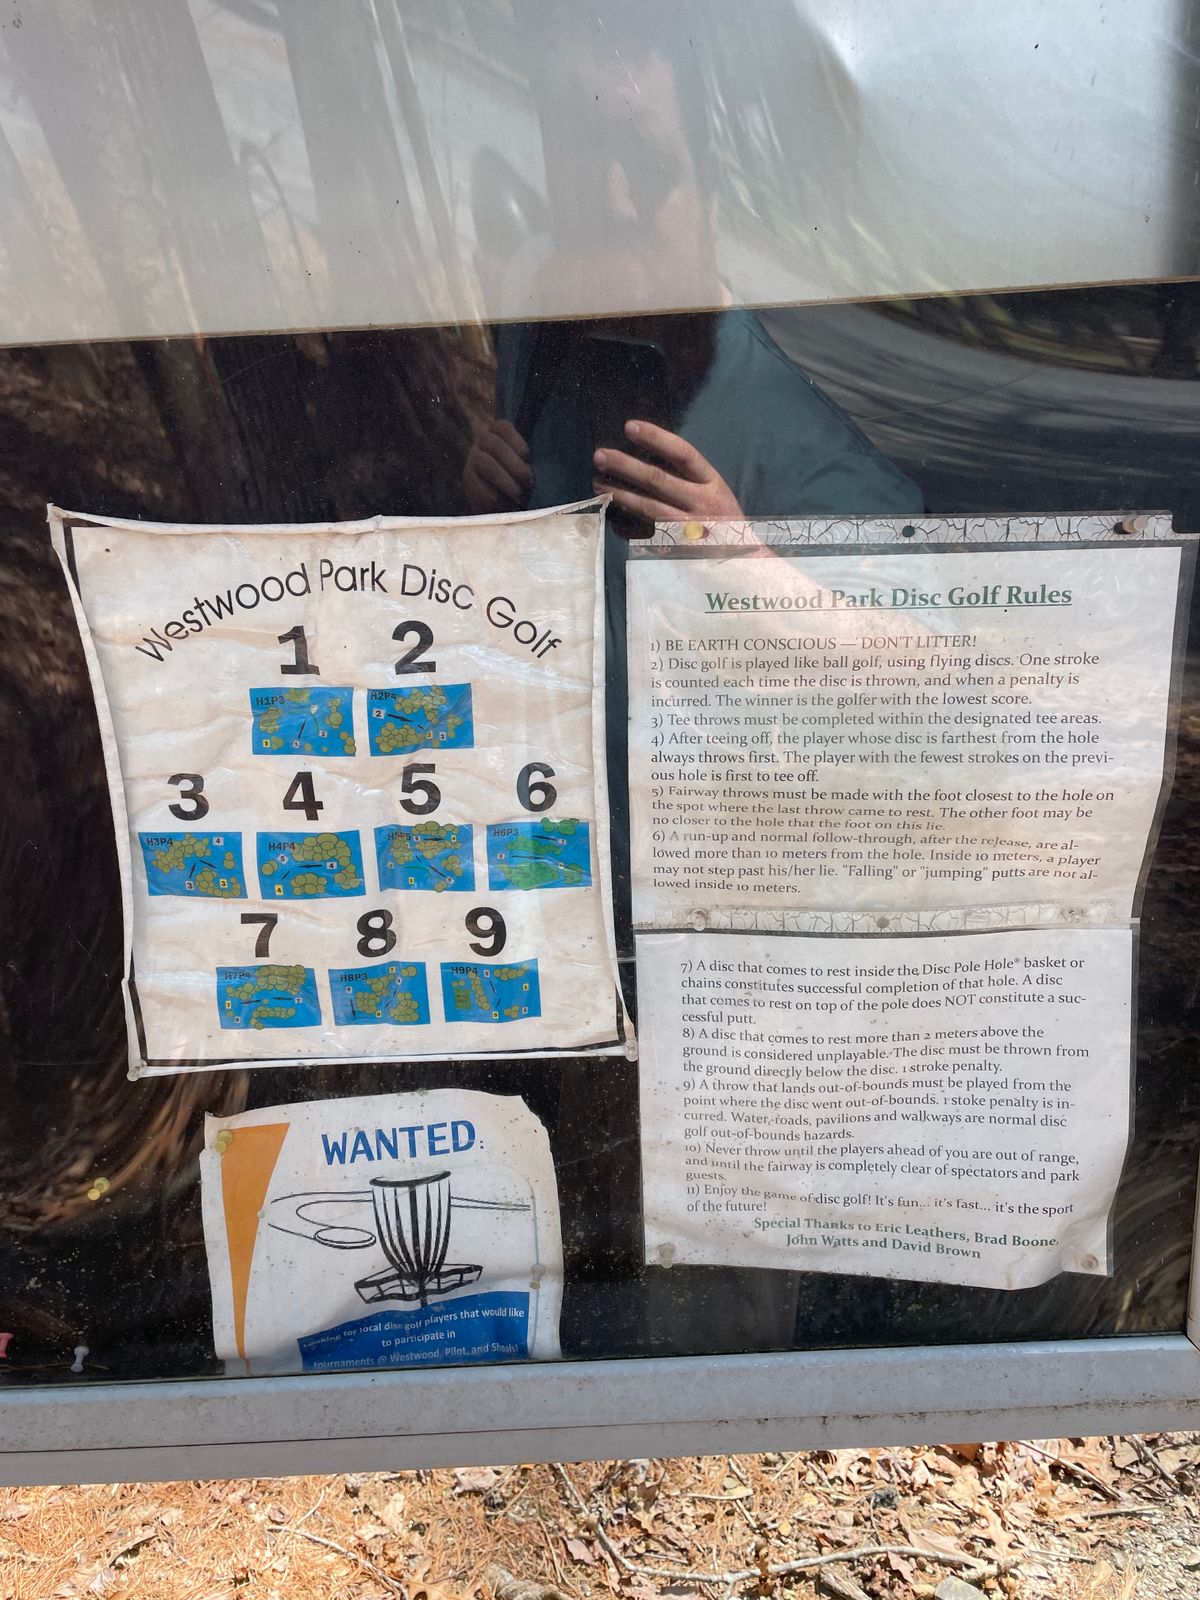 Westwood Park Disc Golf
1 2
H1P3 H2P4
3 4 5 6
H3P4 H4P4 H5P5 H6P3
7 8 9
H7P4 H8P3 H9P4
WANTED:
Looking for local disc golf players that would like
to participate in
tournaments @ Westwood, Pilot, and Shoals!
Westwood Park Disc Golf Rules
1) BE EARTH CONSCIOUS — DON'T LITTER!
2) Disc golf is played like ball golf, using flying discs. One stroke
is counted each time the disc is thrown, and when a penalty is
incurred. The winner is the golfer with the lowest score.
3) Tee throws must be completed within the designated tee areas.
4) After teeing off, the player whose disc is farthest from the hole
always throws first. The player with the fewest strokes on the previ-
ous hole is first to tee off.
5) Fairway throws must be made with the foot closest to the hole on
the spot where the last throw came to rest. The other foot may be
no closer to the hole that the foot on this lie.
6) A run-up and normal follow-through, after the release, are al-
lowed more than 10 meters from the hole. Inside 10 meters, a player
may not step past his/her lie. "Falling" or "jumping" putts are not al-
lowed inside 10 meters.
7) A disc that comes to rest inside the Disc Pole Hole® basket or
chains constitutes successful completion of that hole. A disc
that comes to rest on top of the pole does NOT constitute a suc-
cessful putt.
8) A disc that comes to rest more than 2 meters above the
ground is considered unplayable. The disc must be thrown from
the ground directly below the disc. 1 stroke penalty.
9) A throw that lands out-of-bounds must be played from the
point where the disc went out-of-bounds. 1 stoke penalty is in-
curred. Water, roads, pavilions and walkways are normal disc
golf out-of-bounds hazards.
10) Never throw until the players ahead of you are out of range,
and until the fairway is completely clear of spectators and park
guests.
11) Enjoy the game of disc golf! It's fun... it's fast... it's the sport
of the future!
Special Thanks to Eric Leathers, Brad Boone,
John Watts and David Brown